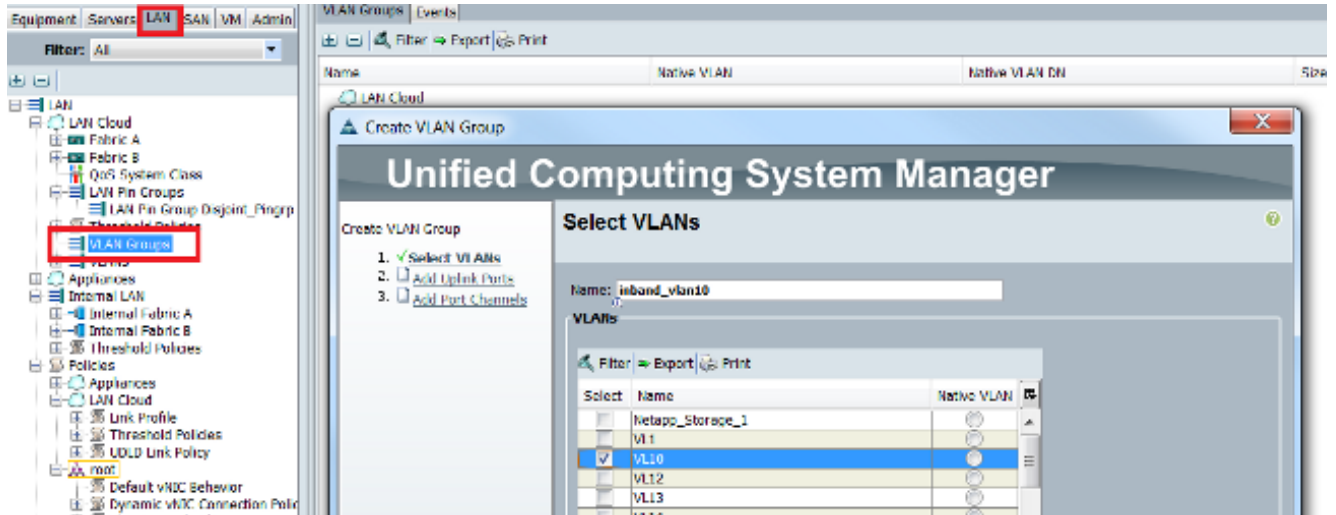 Equipment Servers LAN SAN VM Admin
Filter: All
LAN
LAN Cloud
Fabric A
Fabric B
QoS System Class
LAN Pin Groups
LAN Pin Group Disjoint_Pingrp
Threshold Policies
VLAN Groups
VLANs
Appliances
Internal LAN
Internal Fabric A
Internal Fabric B
Threshold Policies
Policies
Appliances
LAN Cloud
Link Profile
Threshold Policies
UDLD Link Policy
root
Default vNIC Behavior
Dynamic vNIC Connection Polic
VLAN Groups Events
Filter Export Print
Name Native VLAN Native VLAN DN Size
LAN Cloud
Create VLAN Group
Unified Computing System Manager
Create VLAN Group
1. Select VLANs
2. Add Uplink Ports
3. Add Port Channels
Select VLANs
Name: inband_vlan10
VLANs
Filter Export Print
Select Name Native VLAN
Netapp_Storage_1
VL1
VL10
VL12
VL13